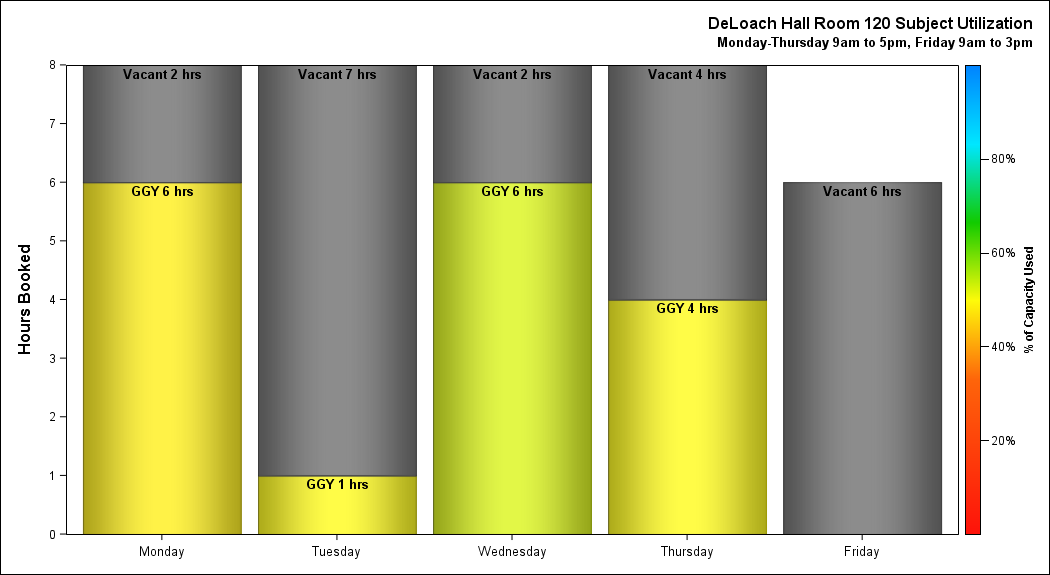 DeLoach Hall Room 120 Subject Utilization
Monday-Thursday 9am to 5pm, Friday 9am to 3pm
8
7
6
5
4
3
2
1
0
Hours Booked
Vacant 2 hrs
GGY 6 hrs
Vacant 7 hrs
GGY 1 hrs
Vacant 2 hrs
GGY 6 hrs
Vacant 4 hrs
GGY 4 hrs
Vacant 6 hrs
Monday
Tuesday
Wednesday
Thursday
Friday
80%
60%
40%
20%
% of Capacity Used